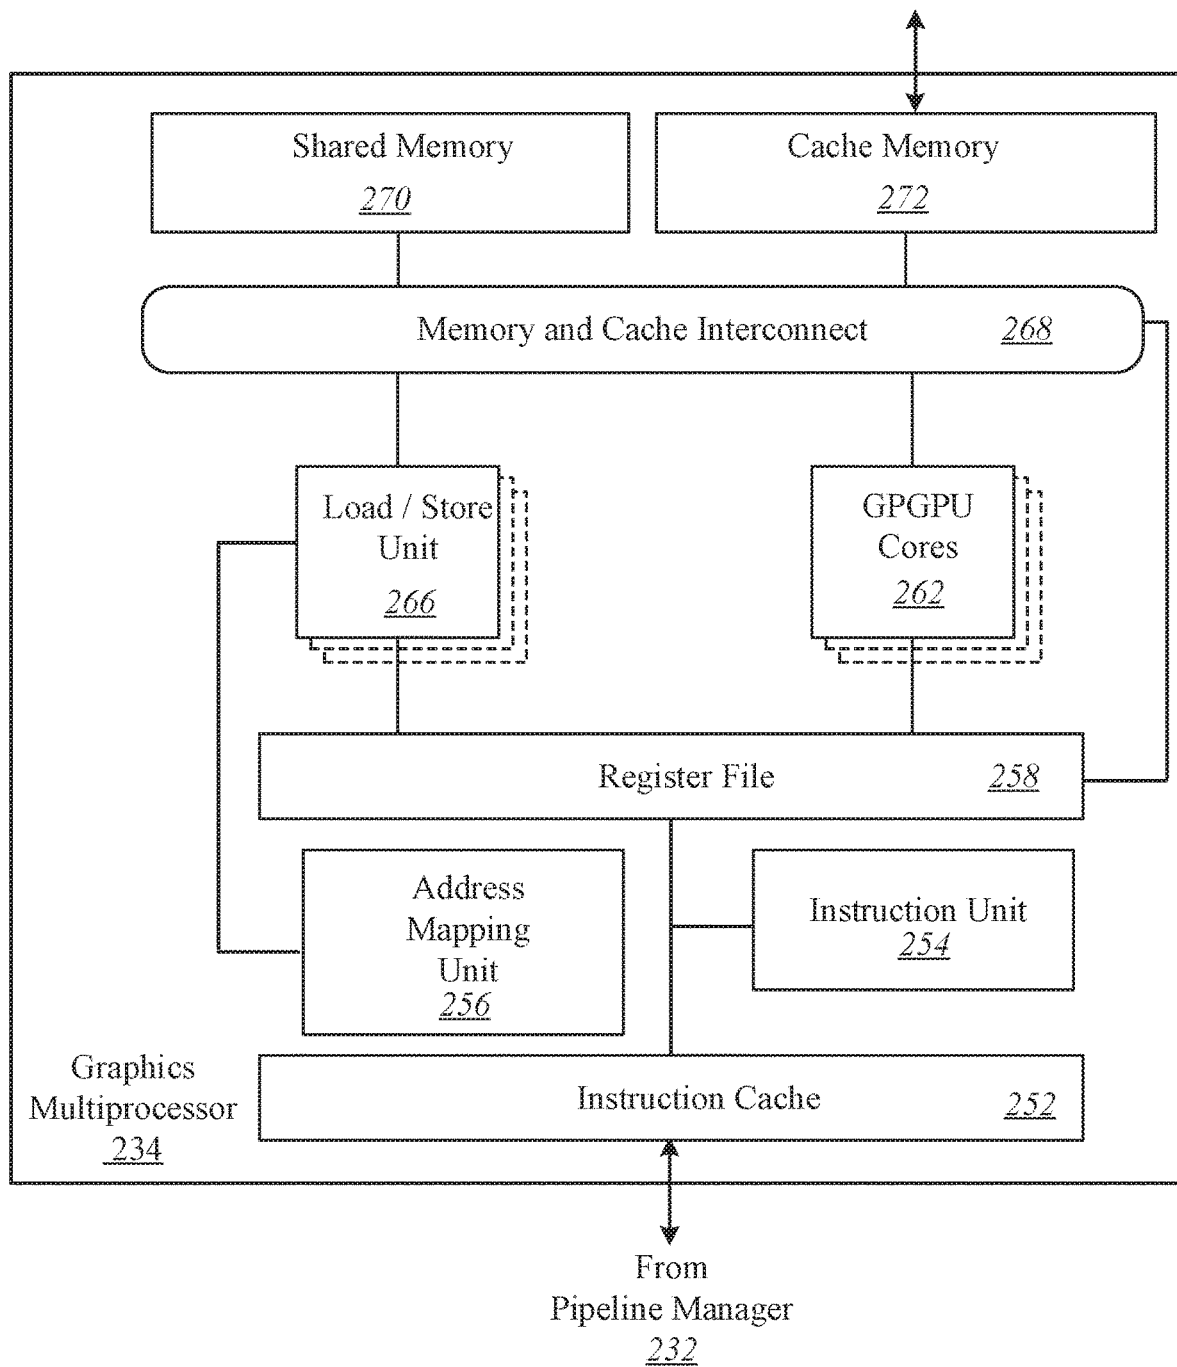 Shared Memory
270
Cache Memory
272
Memory and Cache Interconnect 268
Load / Store
Unit
266
GPGPU
Cores
262
Register File 258
Address
Mapping
Unit
256
Instruction Unit
254
Graphics
Multiprocessor
234
Instruction Cache 252
From
Pipeline Manager
232